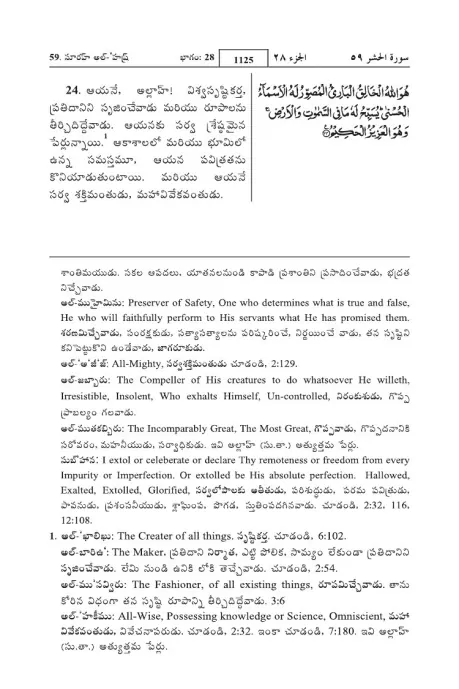 59. సూరహ్ అల్-'హష్ర్ భాగం: 28 1125 الجزء ٢٨ سورة الحشر ٥٩
24. ఆయనే, అల్లాహ్! విశ్వసృష్టికర్త,
ప్రతిదానిని సృజించేవాడు మరియు రూపాలను
తీర్చిదిద్దేవాడు. ఆయనకు సర్వ శ్రేష్ఠమైన
పేర్లున్నాయి.1 ఆకాశాలలో మరియు భూమిలో
ఉన్న సమస్తమూ, ఆయన పవిత్రతను
కొనియాడుతుంటాయి. మరియు ఆయనే
సర్వ శక్తిమంతుడు, మహావివేకవంతుడు.
هُوَ اللَّهُ الْخَالِقُ الْبَارِئُ الْمُصَوِّرُ لَهُ الْأَسْمَاءُ
الْحُسْنَىٰ يُسَبِّحُ لَهُ مَا فِي السَّمَاوَاتِ وَالْأَرْضِ
وَهُوَ الْعَزِيزُ الْحَكِيمُ
శాంతిమయుడు. సకల ఆపదలు, యాతనలనుండి కాపాడి ప్రశాంతిని ప్రసాదించేవాడు, భద్రత
నిచ్చేవాడు.
అల్-ముహైమిను: Preserver of Safety, One who determines what is true and false,
He who will faithfully perform to His servants what He has promised them.
శరణమిచ్చేవాడు, సంరక్షకుడు, సత్యాసత్యాలను పరిష్కరించే, నిర్ణయించే వాడు, తన సృష్టిని
కనిపెట్టుకొని ఉండేవాడు, జాగరూకుడు.
అల్-'అ'జీ'జ్: All-Mighty, సర్వశక్తిమంతుడు చూడండి, 2:129.
అల్-జబ్బారు: The Compeller of His creatures to do whatsoever He willeth,
Irresistible, Insolent, Who exhalts Himself, Un-controlled, నిరంకుశుడు, గొప్ప
ప్రాబల్యం గలవాడు.
అల్-ముతకబ్బిరు: The Incomparably Great, The Most Great, గొప్పవాడు, గొప్పదనానికి
సరోవరం, మహనీయుడు, సర్వాధికుడు. ఇవి అల్లాహ్ (సు.తా.) అత్యుత్తమ పేర్లు.
సుబ్'హాన: I extol or celeberate or declare Thy remoteness or freedom from every
Impurity or Imperfection. Or extolled be His absolute perfection. Hallowed,
Exalted, Extolled, Glorified, సర్వలోపాలకు అతీతుడు, పరిశుద్ధుడు, పరమ పవిత్రుడు,
పావనుడు, ప్రశంసనీయుడు, శ్లాఘింప, పొగడ, స్తుతింపదగినవాడు. చూడండి, 2:32, 116,
12:108.
1. అల్-'ఖాలిఖు: The Creater of all things. సృష్టికర్త. చూడండి, 6:102.
అల్-బారిఉ': The Maker, ప్రతిదాని నిర్మాత, ఎట్టి పోలిక, సామ్యం లేకుండా ప్రతిదానిని
సృజించేవాడు. లేమి నుండి ఉనికి లోకి తెచ్చేవాడు. చూడండి, 2:54.
అల్-ము'సవ్విరు: The Fashioner, of all existing things, రూపమిచ్చేవాడు. తాను
కోరిన విధంగా తన సృష్టి రూపాన్ని తీర్చిదిద్దేవాడు. 3:6
అల్-'హకీము: All-Wise, Possessing knowledge or Science, Omniscient, మహా
వివేకవంతుడు, వివేచనాపరుడు. చూడండి, 2:32. ఇంకా చూడండి, 7:180. ఇవి అల్లాహ్
(సు.తా.) అత్యుత్తమ పేర్లు.